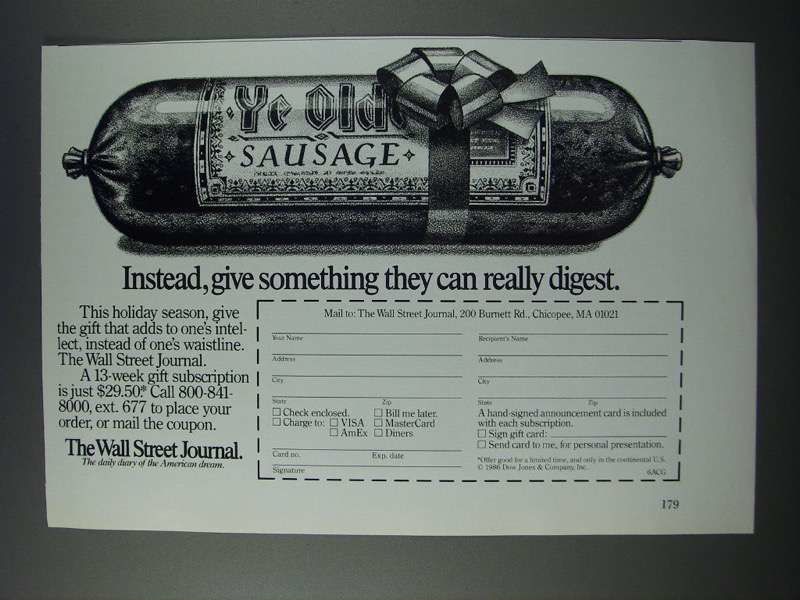 Ye Olde
SAUSAGE
Instead, give something they can really digest.
This holiday season, give
the gift that adds to one's intel-
lect, instead of one's waistline.
The Wall Street Journal.
A 13-week gift subscription
is just $29.50.* Call 800-841-
8000, ext. 677 to place your
order, or mail the coupon.
The Wall Street Journal.
The daily diary of the American dream.
Mail to: The Wall Street Journal, 200 Burnett Rd., Chicopee, MA 01021
Your Name
Address
City
State Zip
☐ Check enclosed. ☐ Bill me later.
☐ Charge to: ☐ VISA ☐ MasterCard
☐ AmEx ☐ Diners
Card no. Exp. date
Signature
Recipient's Name
Address
City
State Zip
A hand-signed announcement card is included
with each subscription.
☐ Sign gift card:
☐ Send card to me, for personal presentation.
*Offer good for a limited time, and only in the continental U.S.
© 1986 Dow Jones & Company, Inc.
6ACG
179